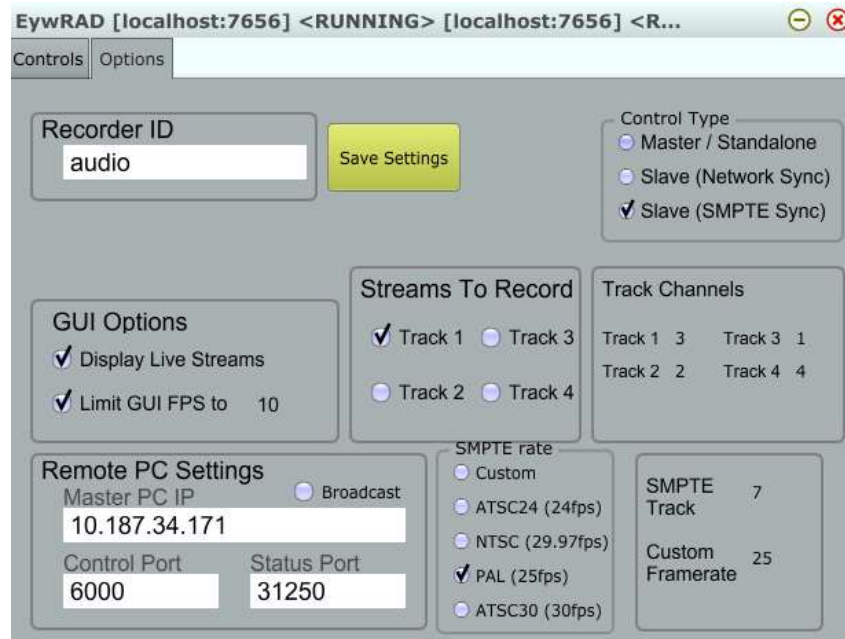 EywRAD [localhost:7656] <RUNNING> [localhost:7656] <R...
Controls Options
Recorder ID
audio
Save Settings
Control Type
Master / Standalone
Slave (Network Sync)
Slave (SMPTE Sync)
GUI Options
Display Live Streams
Limit GUI FPS to 10
Streams To Record
Track 1 Track 3
Track 2 Track 4
Track Channels
Track 1 3 Track 3 1
Track 2 2 Track 4 4
Remote PC Settings
Master PC IP
Broadcast
10.187.34.171
Control Port Status Port
6000 31250
SMPTE rate
Custom
ATSC24 (24fps)
NTSC (29.97fps)
PAL (25fps)
ATSC30 (30fps)
SMPTE
Track 7
Custom
Framerate 25